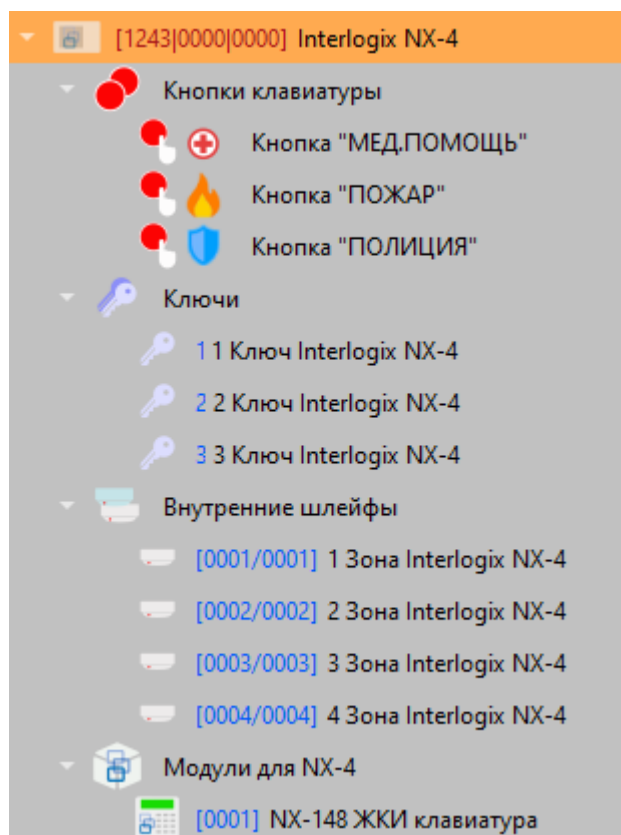 [1243|0000|0000] Interlogix NX-4
Кнопки клавиатуры
Кнопка "МЕД.ПОМОЩЬ"
Кнопка "ПОЖАР"
Кнопка "ПОЛИЦИЯ"
Ключи
1 1 Ключ Interlogix NX-4
2 2 Ключ Interlogix NX-4
3 3 Ключ Interlogix NX-4
Внутренние шлейфы
[0001/0001] 1 Зона Interlogix NX-4
[0002/0002] 2 Зона Interlogix NX-4
[0003/0003] 3 Зона Interlogix NX-4
[0004/0004] 4 Зона Interlogix NX-4
Модули для NX-4
[0001] NX-148 ЖКИ клавиатура